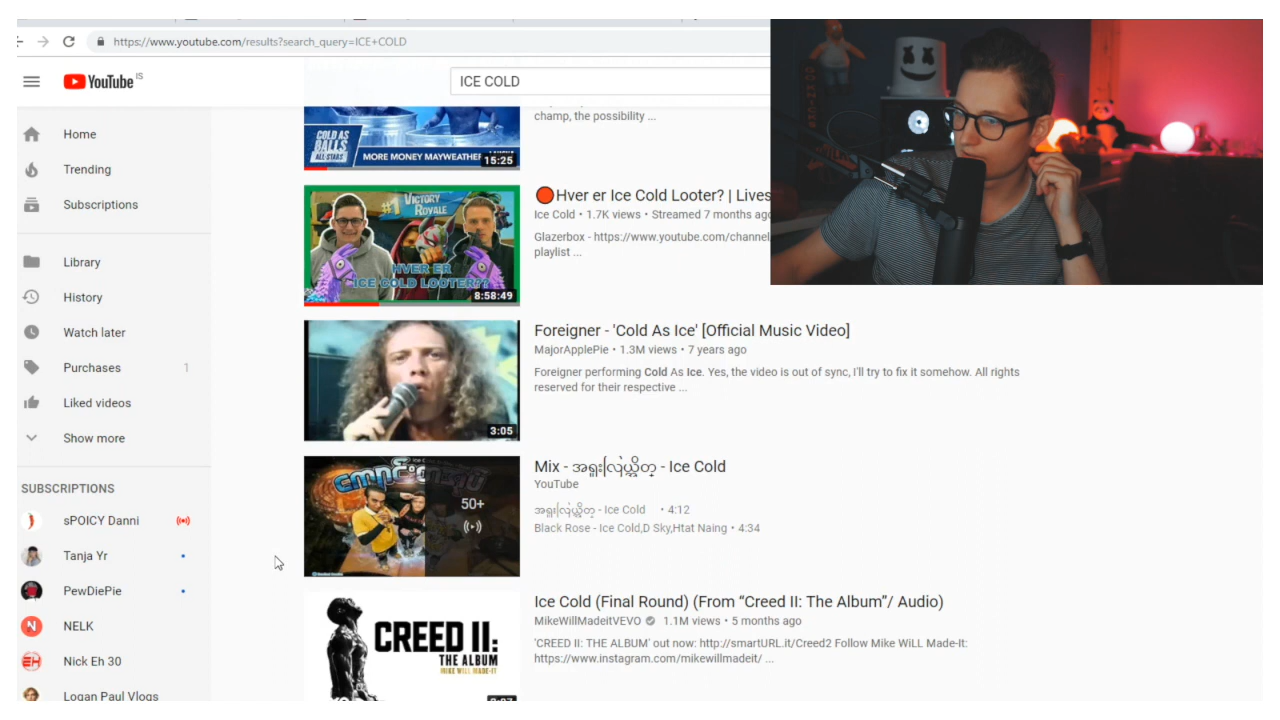 https://www.youtube.com/results?search_query=ICE+COLD
YouTube IS
ICE COLD
Home
Trending
Subscriptions
Library
History
Watch later
Purchases 1
Liked videos
Show more
SUBSCRIPTIONS
sPOICY Danni
Tanja Yr
PewDiePie
NELK
Nick Eh 30
Logan Paul Vlogs
COLD AS
BALLS
ALL-STARS
MORE MONEY MAYWEATHER
15:25
champ, the possibility ...
#1 VICTORY
ROYALE
HVER ER
ICE COLD LOOTER??
8:58:49
Hver er Ice Cold Looter? | Lives
Ice Cold • 1.7K views • Streamed 7 months ago
Glazerbox - https://www.youtube.com/channel
playlist ...
3:05
Foreigner - 'Cold As Ice' [Official Music Video]
MajorApplePie • 1.3M views • 7 years ago
Foreigner performing Cold As Ice. Yes, the video is out of sync, I'll try to fix it somehow. All rights
reserved for their respective ...
50+
Mix - အရူးလြယ္အိတ္ - Ice Cold
YouTube
အရူးလြယ္အိတ္ - Ice Cold • 4:12
Black Rose - Ice Cold,D Sky,Htat Naing • 4:34
CREED II:
THE ALBUM
MIKE WILL MADE-IT
Ice Cold (Final Round) (From “Creed II: The Album”/ Audio)
MikeWillMadeitVEVO 1.1M views • 5 months ago
'CREED II: THE ALBUM' out now: http://smartURL.it/Creed2 Follow Mike WiLL Made-It:
https://www.instagram.com/mikewillmadeit/ ...